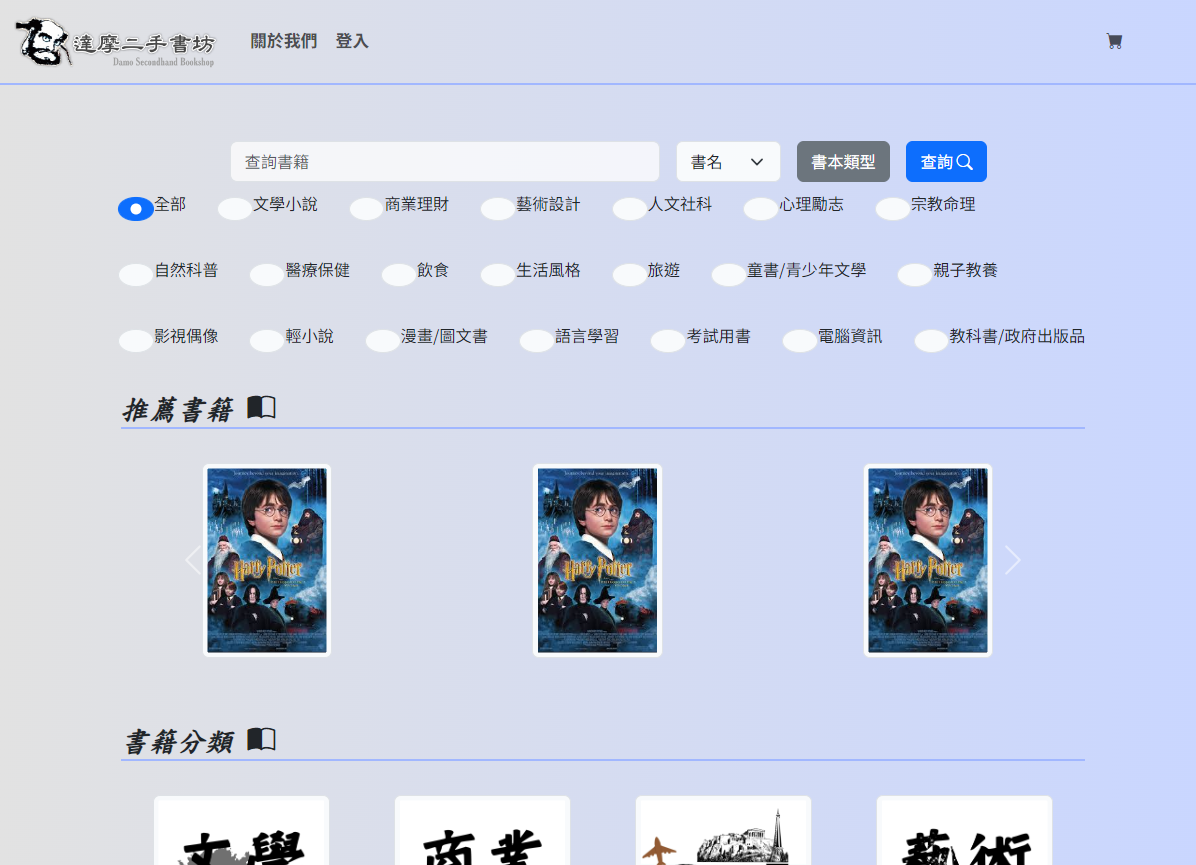 達摩二手書坊
Damo Secondhand Bookshop
關於我們 登入
查詢書籍 書名 書本類型 查詢
全部 文學小說 商業理財 藝術設計 人文社科 心理勵志 宗教命理
自然科普 醫療保健 飲食 生活風格 旅遊 童書/青少年文學 親子教養
影視偶像 輕小說 漫畫/圖文書 語言學習 考試用書 電腦資訊 教科書/政府出版品
推薦書籍
Harry Potter Harry Potter Harry Potter
書籍分類
文學 商業 藝術